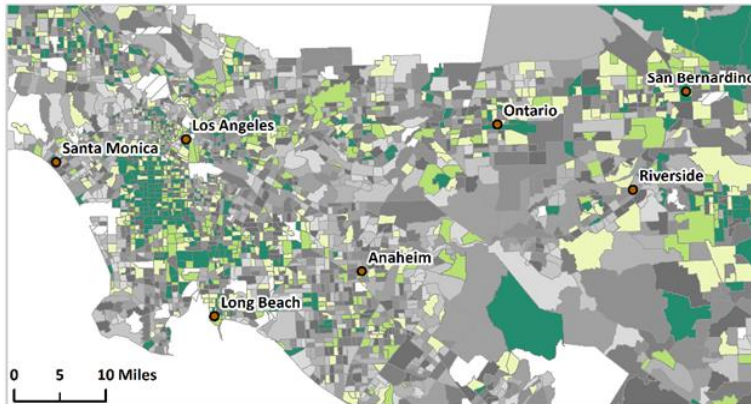 San Bernardino
Ontario
Los Angeles
Santa Monica
Riverside
Anaheim
Long Beach
0 5 10 Miles